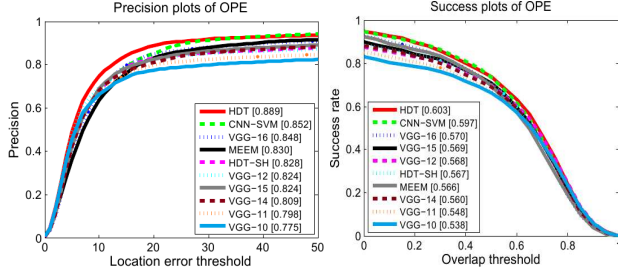 Precision plots of OPE
Precision
1
0.8
0.6
0.4
0.2
0
0
10
20
30
40
50
Location error threshold
HDT [0.889]
CNN-SVM [0.852]
VGG-16 [0.848]
MEEM [0.830]
HDT-SH [0.828]
VGG-12 [0.824]
VGG-15 [0.824]
VGG-14 [0.809]
VGG-11 [0.798]
VGG-10 [0.775]
Success plots of OPE
Success rate
1
0.8
0.6
0.4
0.2
0
0
0.2
0.4
0.6
0.8
1
Overlap threshold
HDT [0.603]
CNN-SVM [0.597]
VGG-16 [0.570]
VGG-15 [0.569]
VGG-12 [0.568]
HDT-SH [0.567]
MEEM [0.566]
VGG-14 [0.560]
VGG-11 [0.548]
VGG-10 [0.538]